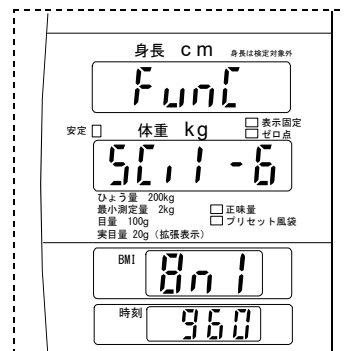 身長 cm 身長は検定対象外
FunC
安定 体重 kg 表示固定
ゼロ点
SCi1-6
ひょう量 200kg
最小測定量 2kg 正味量
目量 100g プリセット風袋
実目量 20g（拡張表示）
BMI 8n1
時刻 960